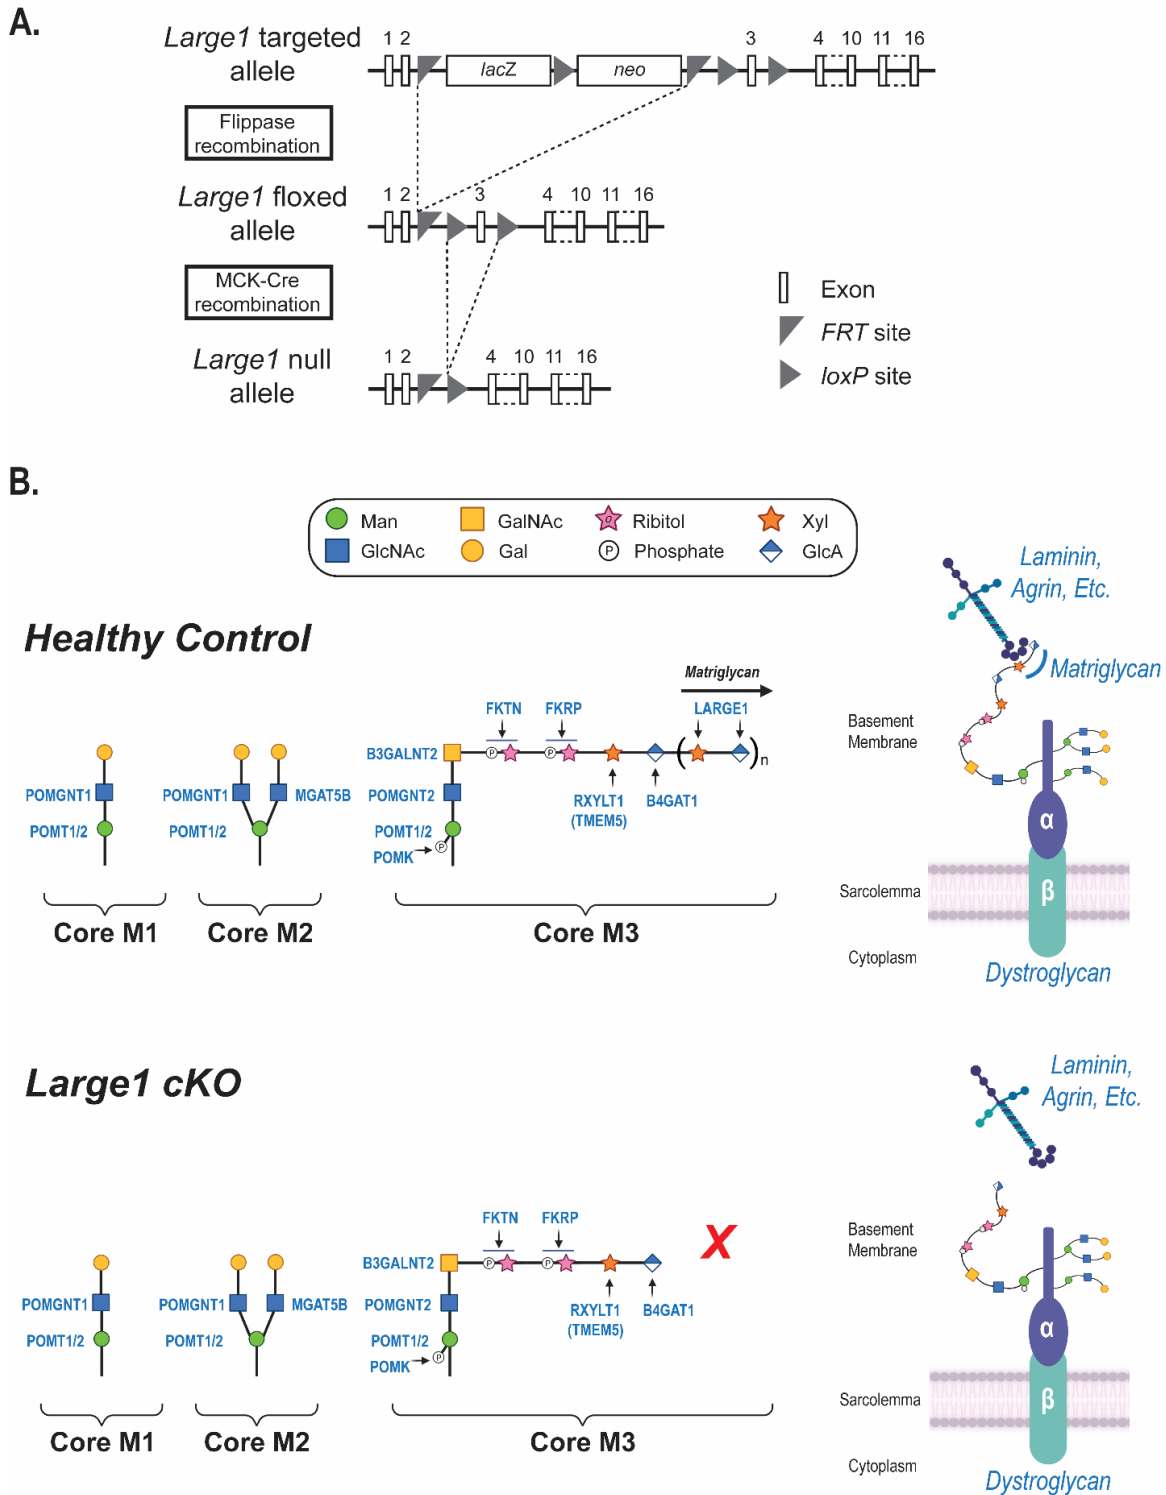 A.
Large1 targeted
allele
1 2 3 4 10 11 16
lacZ neo
Flippase
recombination
Large1 floxed
allele
1 2 3 4 10 11 16
MCK-Cre
recombination
Large1 null
allele
1 2 4 10 11 16
Exon
FRT site
loxP site
B.
Man GalNAc Ribitol Xyl
GlcNAc Gal P Phosphate GlcA
Healthy Control
Laminin,
Agrin, Etc.
Matriglycan
Matriglycan
FKTN FKRP LARGE1
B3GALNT2 P P n
POMGNT1 POMGNT1 MGAT5B POMGNT2
RXYLT1 B4GAT1
(TMEM5)
POMT1/2 POMT1/2 POMT1/2
POMK P
Core M1 Core M2 Core M3
Basement
Membrane
α
Sarcolemma β
Cytoplasm
Dystroglycan
Large1 cKO
Laminin,
Agrin, Etc.
FKTN FKRP X
B3GALNT2 P P
POMGNT1 POMGNT1 MGAT5B POMGNT2
RXYLT1 B4GAT1
(TMEM5)
POMT1/2 POMT1/2 POMT1/2
POMK P
Core M1 Core M2 Core M3
Basement
Membrane
α
Sarcolemma β
Cytoplasm
Dystroglycan